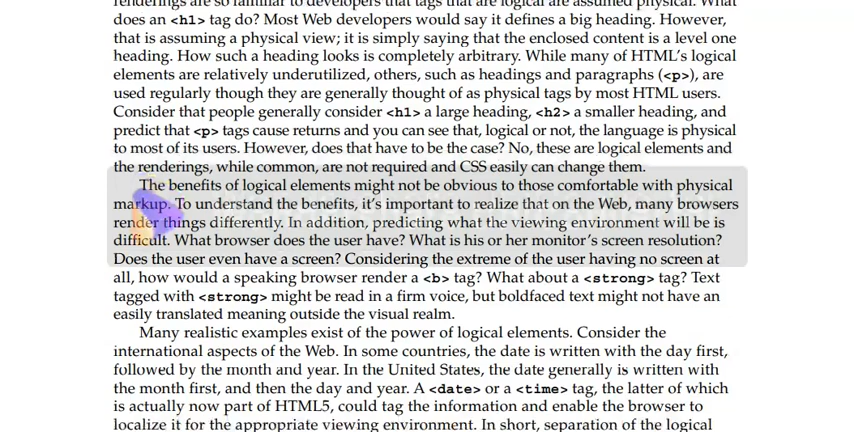 renderings are so familiar to developers that tags that are logical are assumed physical. What
does an <h1> tag do? Most Web developers would say it defines a big heading. However,
that is assuming a physical view; it is simply saying that the enclosed content is a level one
heading. How such a heading looks is completely arbitrary. While many of HTML's logical
elements are relatively underutilized, others, such as headings and paragraphs (<p>), are
used regularly though they are generally thought of as physical tags by most HTML users.
Consider that people generally consider <h1> a large heading, <h2> a smaller heading, and
predict that <p> tags cause returns and you can see that, logical or not, the language is physical
to most of its users. However, does that have to be the case? No, these are logical elements and
the renderings, while common, are not required and CSS easily can change them.
The benefits of logical elements might not be obvious to those comfortable with physical
markup. To understand the benefits, it's important to realize that on the Web, many browsers
render things differently. In addition, predicting what the viewing environment will be is
difficult. What browser does the user have? What is his or her monitor's screen resolution?
Does the user even have a screen? Considering the extreme of the user having no screen at
all, how would a speaking browser render a <b> tag? What about a <strong> tag? Text
tagged with <strong> might be read in a firm voice, but boldfaced text might not have an
easily translated meaning outside the visual realm.
Many realistic examples exist of the power of logical elements. Consider the
international aspects of the Web. In some countries, the date is written with the day first,
followed by the month and year. In the United States, the date generally is written with
the month first, and then the day and year. A <date> or a <time> tag, the latter of which
is actually now part of HTML5, could tag the information and enable the browser to
localize it for the appropriate viewing environment. In short, separation of the logical